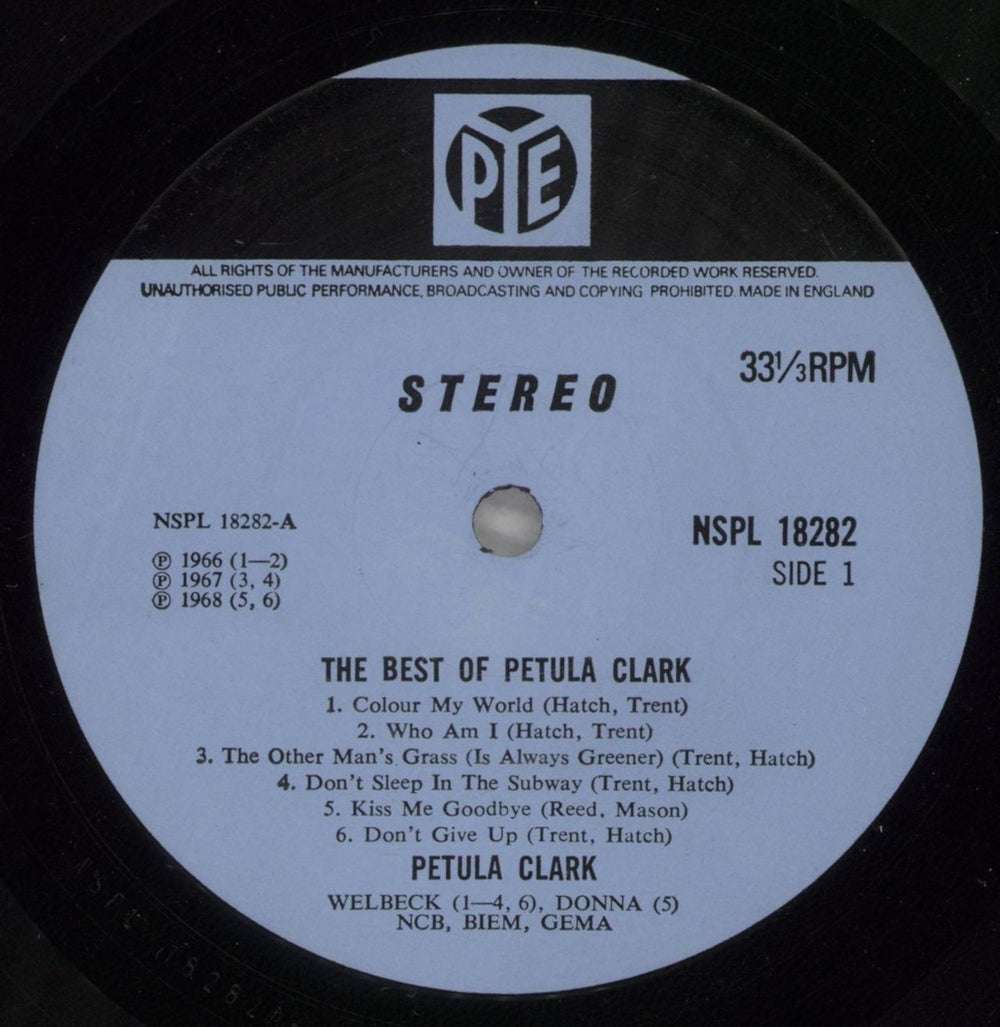 PYE
ALL RIGHTS OF THE MANUFACTURERS AND OWNER OF THE RECORDED WORK RESERVED.
UNAUTHORISED PUBLIC PERFORMANCE, BROADCASTING AND COPYING PROHIBITED. MADE IN ENGLAND
33⅓RPM
STEREO
NSPL 18282-A
℗ 1966 (1—2)
℗ 1967 (3, 4)
℗ 1968 (5, 6)
NSPL 18282
SIDE 1
THE BEST OF PETULA CLARK
1. Colour My World (Hatch, Trent)
2. Who Am I (Hatch, Trent)
3. The Other Man's Grass (Is Always Greener) (Trent, Hatch)
4. Don't Sleep In The Subway (Trent, Hatch)
5. Kiss Me Goodbye (Reed, Mason)
6. Don't Give Up (Trent, Hatch)
PETULA CLARK
WELBECK (1—4, 6), DONNA (5)
NCB, BIEM, GEMA